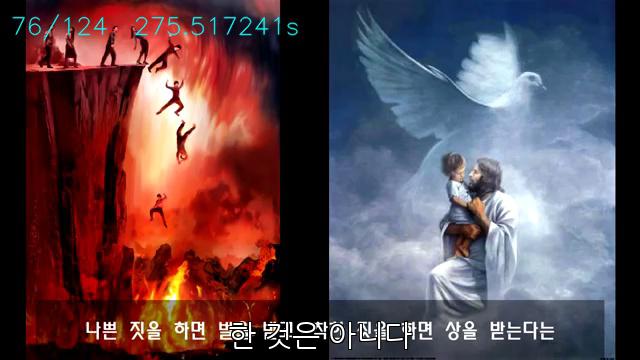 76/124 275.517241s
나쁜 짓을 하면 벌을 하면 상을 받는다는
한 것은 아니다